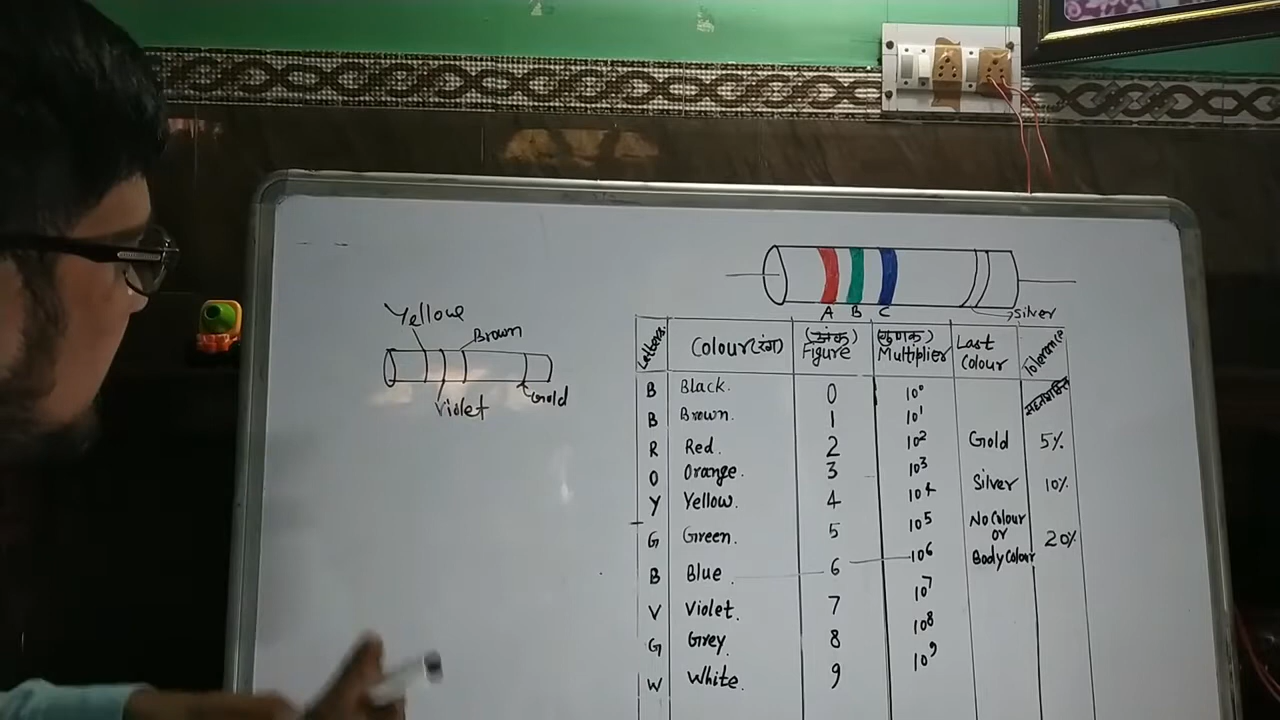 Yellow
Brown
Violet
Gold
A B C
Silver
Letters Colour(रंग) (अंक) Figure (गुणक) Multiplier Last Colour Tolerence
B Black. 0 10⁰
B Brown. 1 10¹
R Red. 2 10² Gold 5%
O Orange. 3 10³
Y Yellow. 4 10⁴ Silver 10%
G Green. 5 10⁵ No Colour or Body Colour 20%
B Blue 6 10⁶
V Violet. 7 10⁷
G Grey. 8 10⁸
W White. 9 10⁹